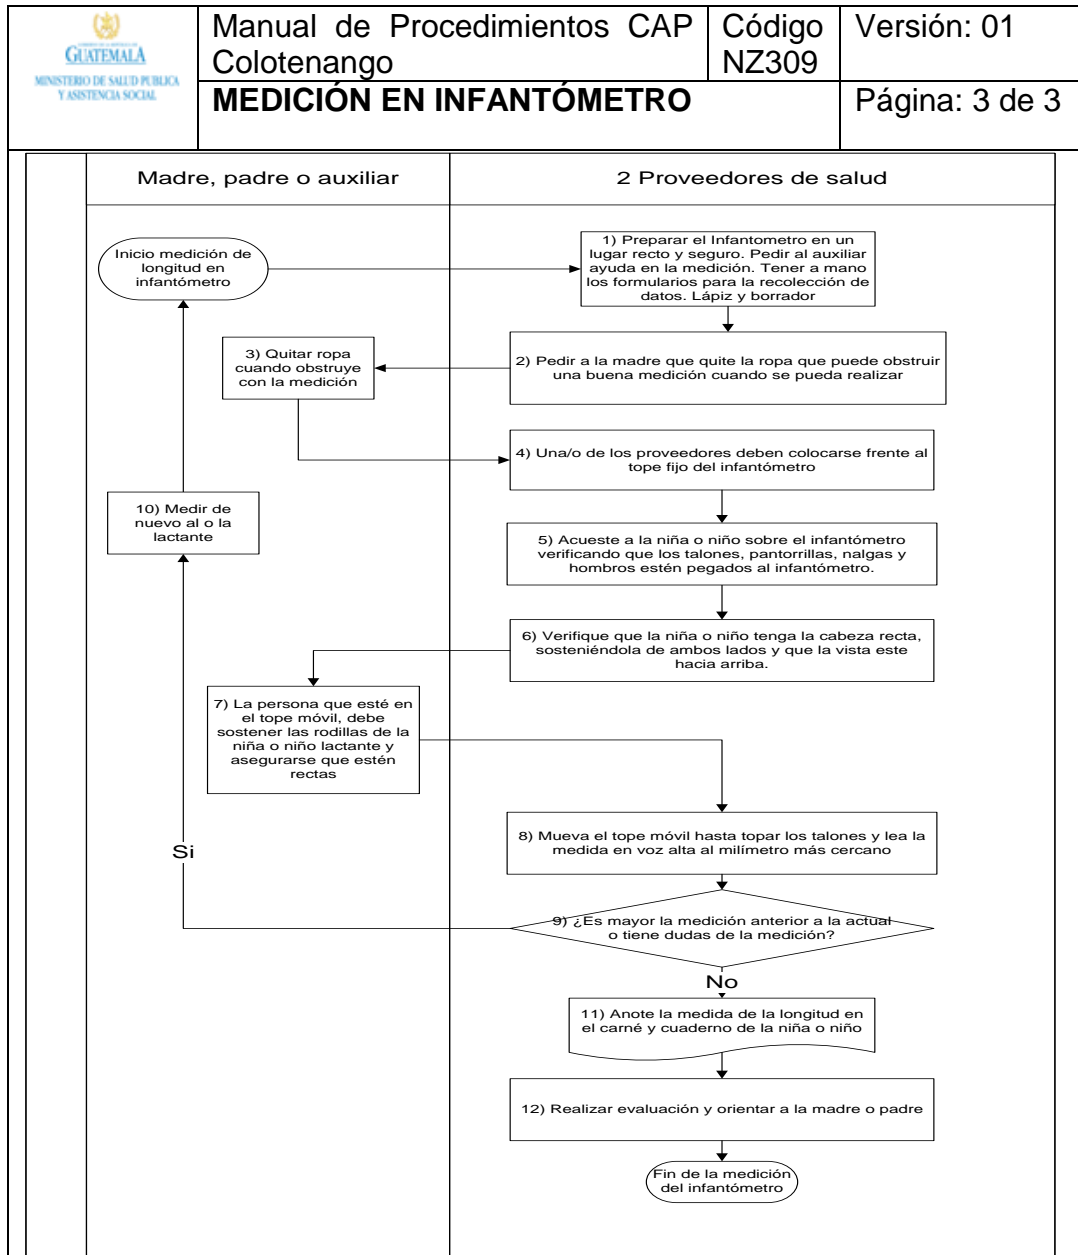 GUATEMALA
MINISTERIO DE SALUD PUBLICA
Y ASISTENCIA SOCIAL
Manual de Procedimientos CAP
Colotenango
Código
NZ309
Versión: 01
MEDICIÓN EN INFANTÓMETRO
Página: 3 de 3
Madre, padre o auxiliar
2 Proveedores de salud
Inicio medición de
longitud en
infantómetro
1) Preparar el Infantometro en un
lugar recto y seguro. Pedir al auxiliar
ayuda en la medición. Tener a mano
los formularios para la recolección de
datos. Lápiz y borrador
2) Pedir a la madre que quite la ropa que puede obstruir
una buena medición cuando se pueda realizar
3) Quitar ropa
cuando obstruye
con la medición
4) Una/o de los proveedores deben colocarse frente al
tope fijo del infantómetro
10) Medir de
nuevo al o la
lactante
5) Acueste a la niña o niño sobre el infantómetro
verificando que los talones, pantorrillas, nalgas y
hombros estén pegados al infantómetro.
6) Verifique que la niña o niño tenga la cabeza recta,
sosteniéndola de ambos lados y que la vista este
hacia arriba.
7) La persona que esté en
el tope móvil, debe
sostener las rodillas de la
niña o niño lactante y
asegurarse que estén
rectas
8) Mueva el tope móvil hasta topar los talones y lea la
medida en voz alta al milímetro más cercano
Si
9) ¿Es mayor la medición anterior a la actual
o tiene dudas de la medición?
No
11) Anote la medida de la longitud en
el carné y cuaderno de la niña o niño
12) Realizar evaluación y orientar a la madre o padre
Fin de la medición
del infantómetro